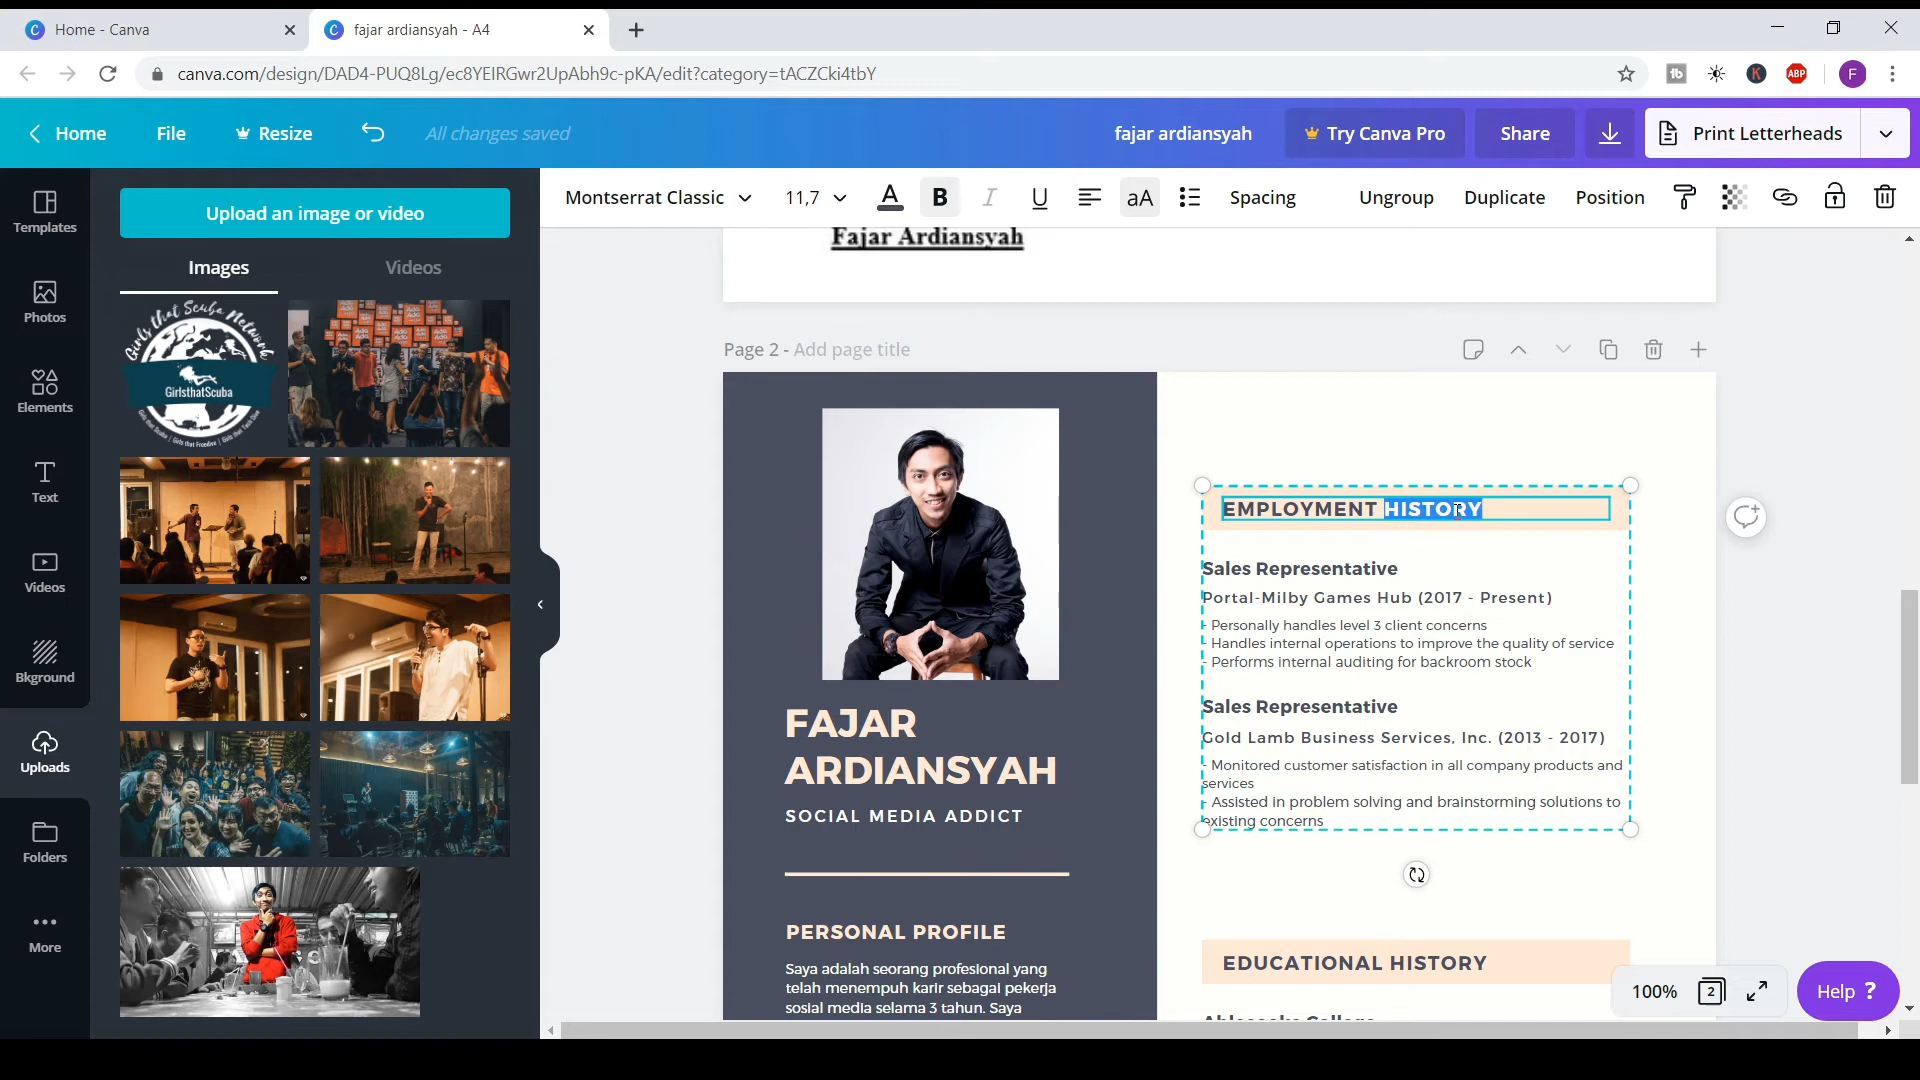 Home - Canva
fajar ardiansyah - A4
canva.com/design/DAD4-PUQ8Lg/ec8YEIRGwr2UpAbh9c-pKA/edit?category=tACZCki4tbY
ABP
F
Home
File
Resize
All changes saved
fajar ardiansyah
Try Canva Pro
Share
Print Letterheads
Templates
Photos
Elements
Text
Videos
Bkground
Uploads
Folders
More
Upload an image or video
Images
Videos
Girls that Scuba Network
GirlsthatScuba
Montserrat Classic
11,7
A
B
I
U
aA
Spacing
Ungroup
Duplicate
Position
Fajar Ardiansyah
Page 2 - Add page title
FAJAR
ARDIANSYAH
SOCIAL MEDIA ADDICT
PERSONAL PROFILE
Saya adalah seorang profesional yang
telah menempuh karir sebagai pekerja
sosial media selama 3 tahun. Saya
EMPLOYMENT HISTORY
Sales Representative
Portal-Milby Games Hub (2017 - Present)
- Personally handles level 3 client concerns
- Handles internal operations to improve the quality of service
- Performs internal auditing for backroom stock
Sales Representative
Gold Lamb Business Services, Inc. (2013 - 2017)
- Monitored customer satisfaction in all company products and
services
- Assisted in problem solving and brainstorming solutions to
existing concerns
EDUCATIONAL HISTORY
100%
2
Help ?